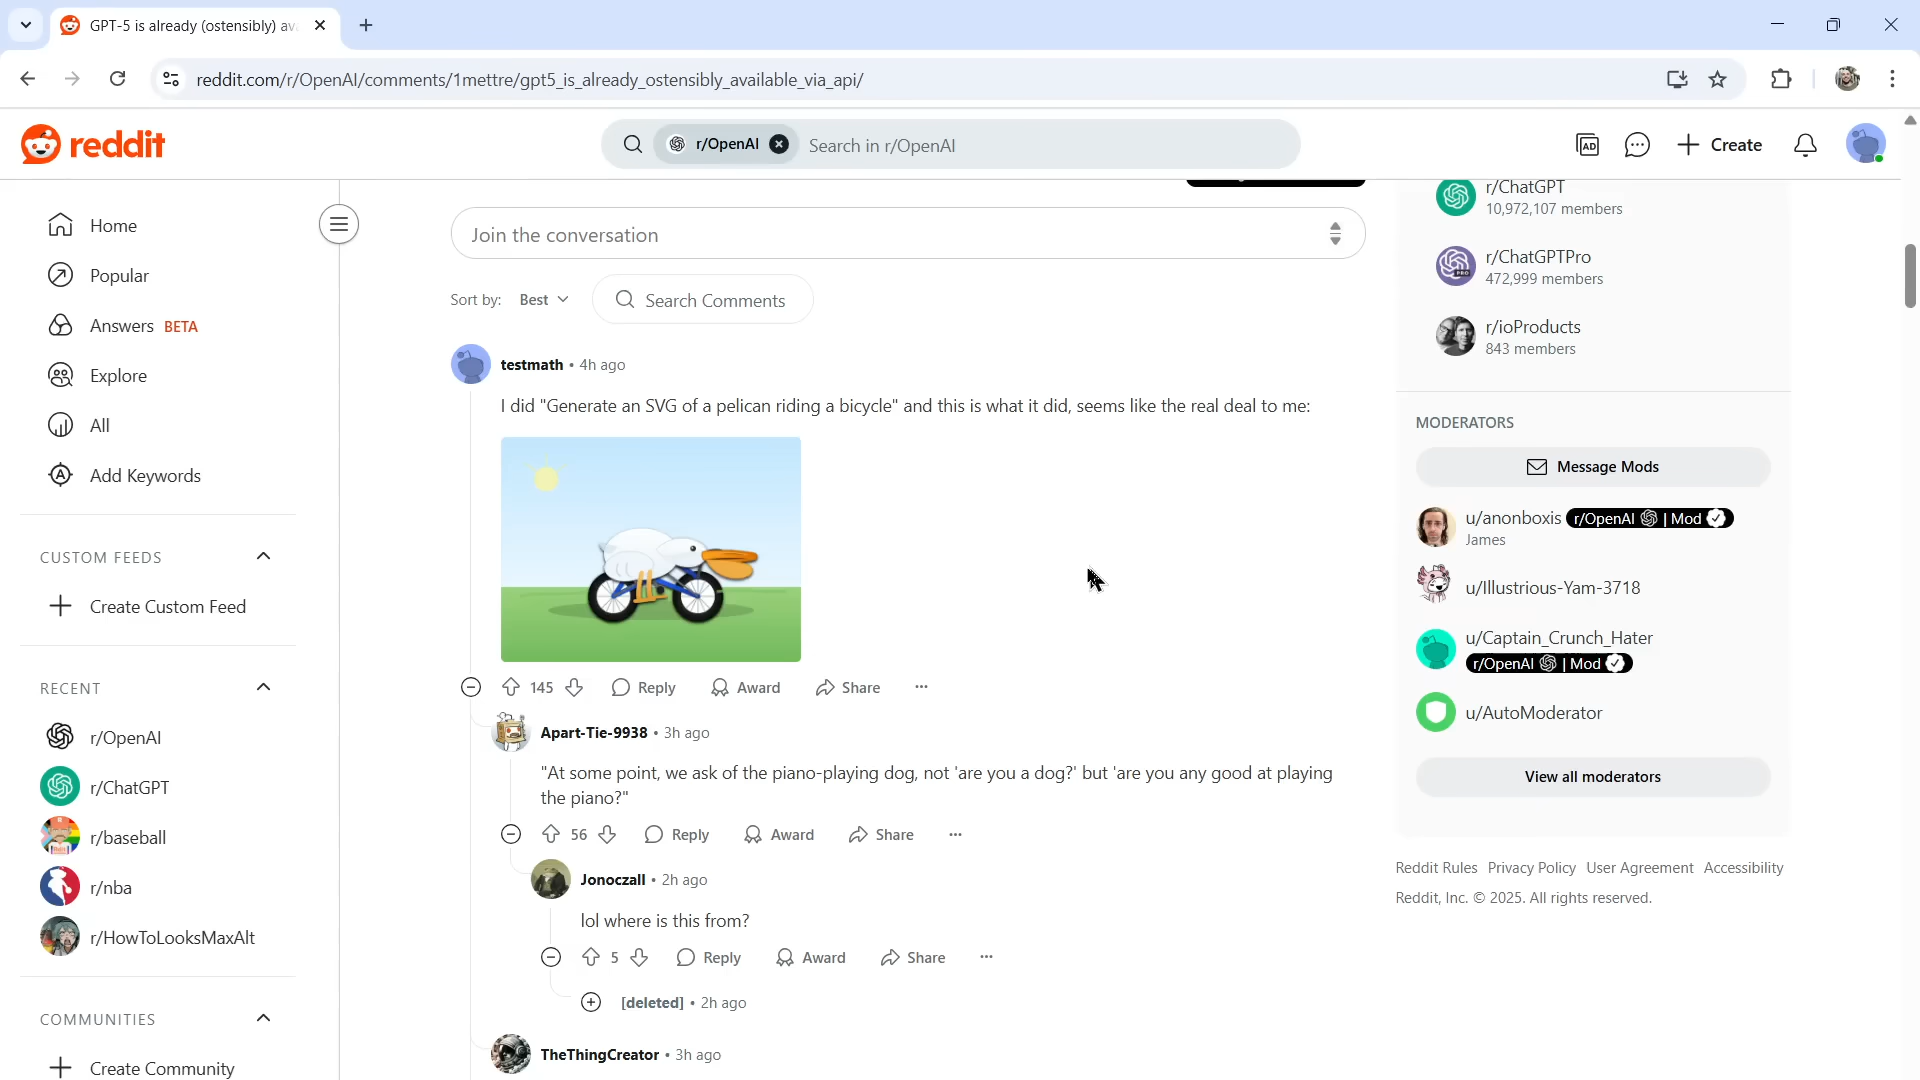 GPT-5 is already (ostensibly) av
reddit.com/r/OpenAI/comments/1mettre/gpt5_is_already_ostensibly_available_via_api/
reddit
r/OpenAI
Search in r/OpenAI
AD
Create
Home
Popular
Answers BETA
Explore
All
Add Keywords
CUSTOM FEEDS
Create Custom Feed
RECENT
r/OpenAI
r/ChatGPT
r/baseball
r/nba
r/HowToLooksMaxAlt
COMMUNITIES
Create Community
Join the conversation
Sort by: Best
Search Comments
testmath • 4h ago
I did "Generate an SVG of a pelican riding a bicycle" and this is what it did, seems like the real deal to me:
145 Reply Award Share
Apart-Tie-9938 • 3h ago
"At some point, we ask of the piano-playing dog, not 'are you a dog?' but 'are you any good at playing
the piano?"
56 Reply Award Share
Jonoczall • 2h ago
lol where is this from?
5 Reply Award Share
[deleted] • 2h ago
TheThingCreator • 3h ago
r/ChatGPT
10,972,107 members
PRO
r/ChatGPTPro
472,999 members
r/ioProducts
843 members
MODERATORS
Message Mods
u/anonboxis r/OpenAI | Mod
James
u/Illustrious-Yam-3718
u/Captain_Crunch_Hater
r/OpenAI | Mod
u/AutoModerator
View all moderators
Reddit Rules Privacy Policy User Agreement Accessibility
Reddit, Inc. © 2025. All rights reserved.